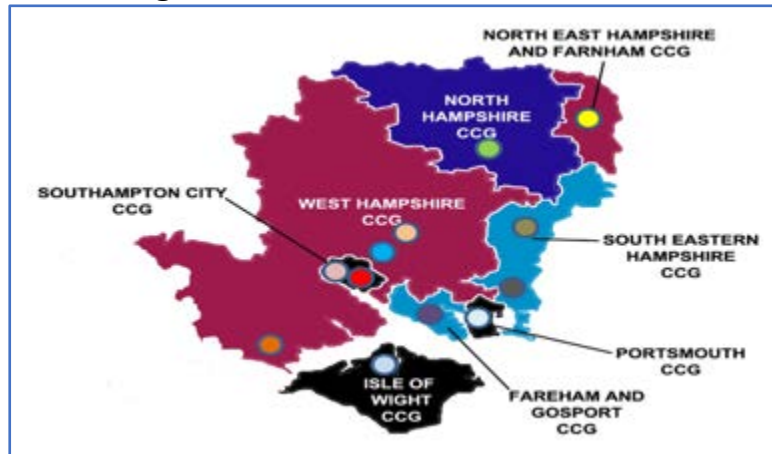 NORTH EAST HAMPSHIRE
AND FARNHAM CCG
NORTH
HAMPSHIRE
CCG
SOUTHAMPTON CITY
CCG
WEST HAMPSHIRE
CCG
SOUTH EASTERN
HAMPSHIRE
CCG
PORTSMOUTH
CCG
ISLE OF
WIGHT
CCG
FAREHAM AND
GOSPORT
CCG